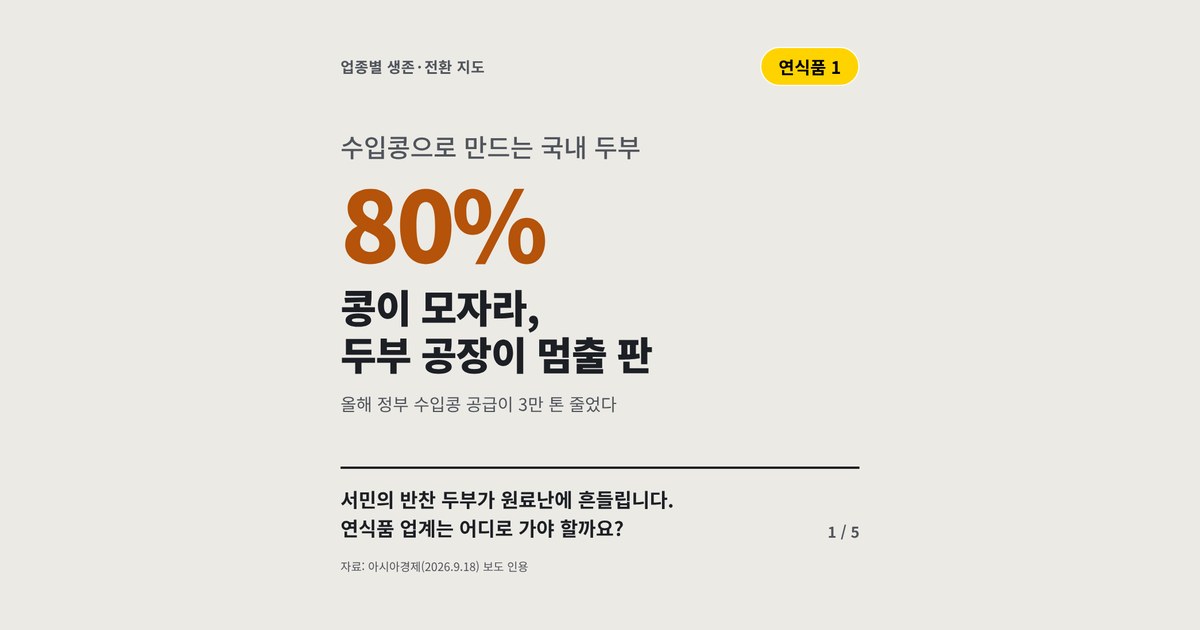 업종별 생존·전환 지도
연식품 1
수입콩으로 만드는 국내 두부
80%
콩이 모자라,
두부 공장이 멈출 판
올해 정부 수입콩 공급이 3만 톤 줄었다
서민의 반찬 두부가 원료난에 흔들립니다.
연식품 업계는 어디로 가야 할까요?
1 / 5
자료: 아시아경제(2026.9.18) 보도 인용